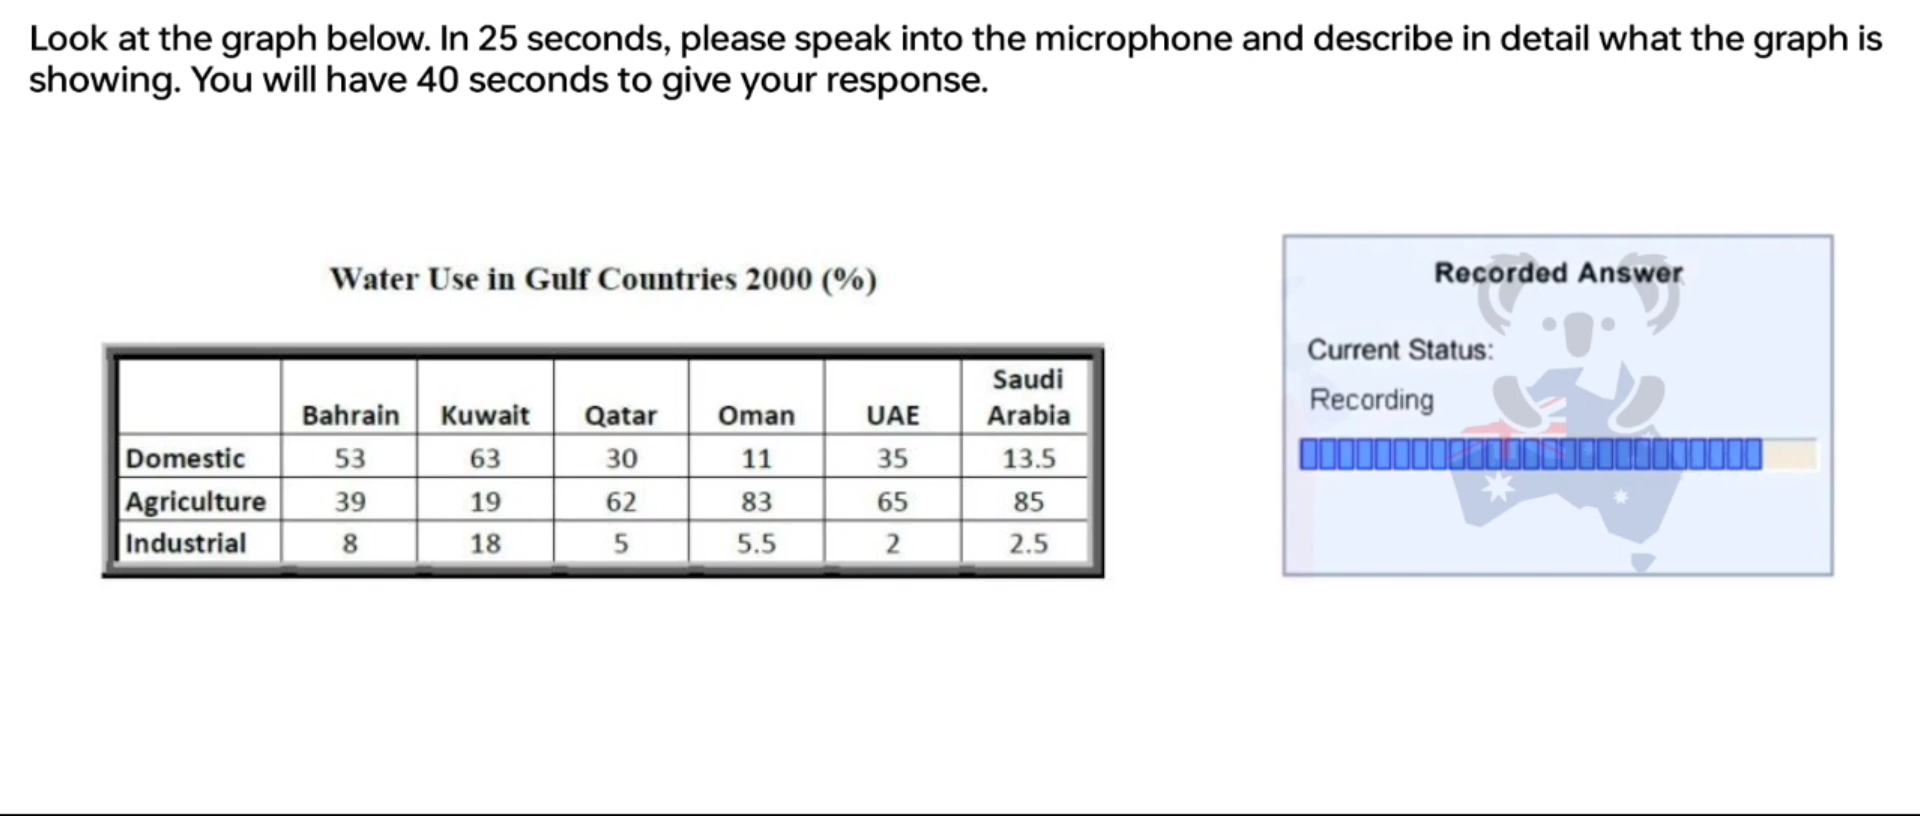 Look at the graph below. In 25 seconds, please speak into the microphone and describe in detail what the graph is
showing. You will have 40 seconds to give your response.
Water Use in Gulf Countries 2000 (%)
Bahrain Kuwait Qatar Oman UAE Saudi Arabia
Domestic 53 63 30 11 35 13.5
Agriculture 39 19 62 83 65 85
Industrial 8 18 5 5.5 2 2.5
Recorded Answer
Current Status:
Recording